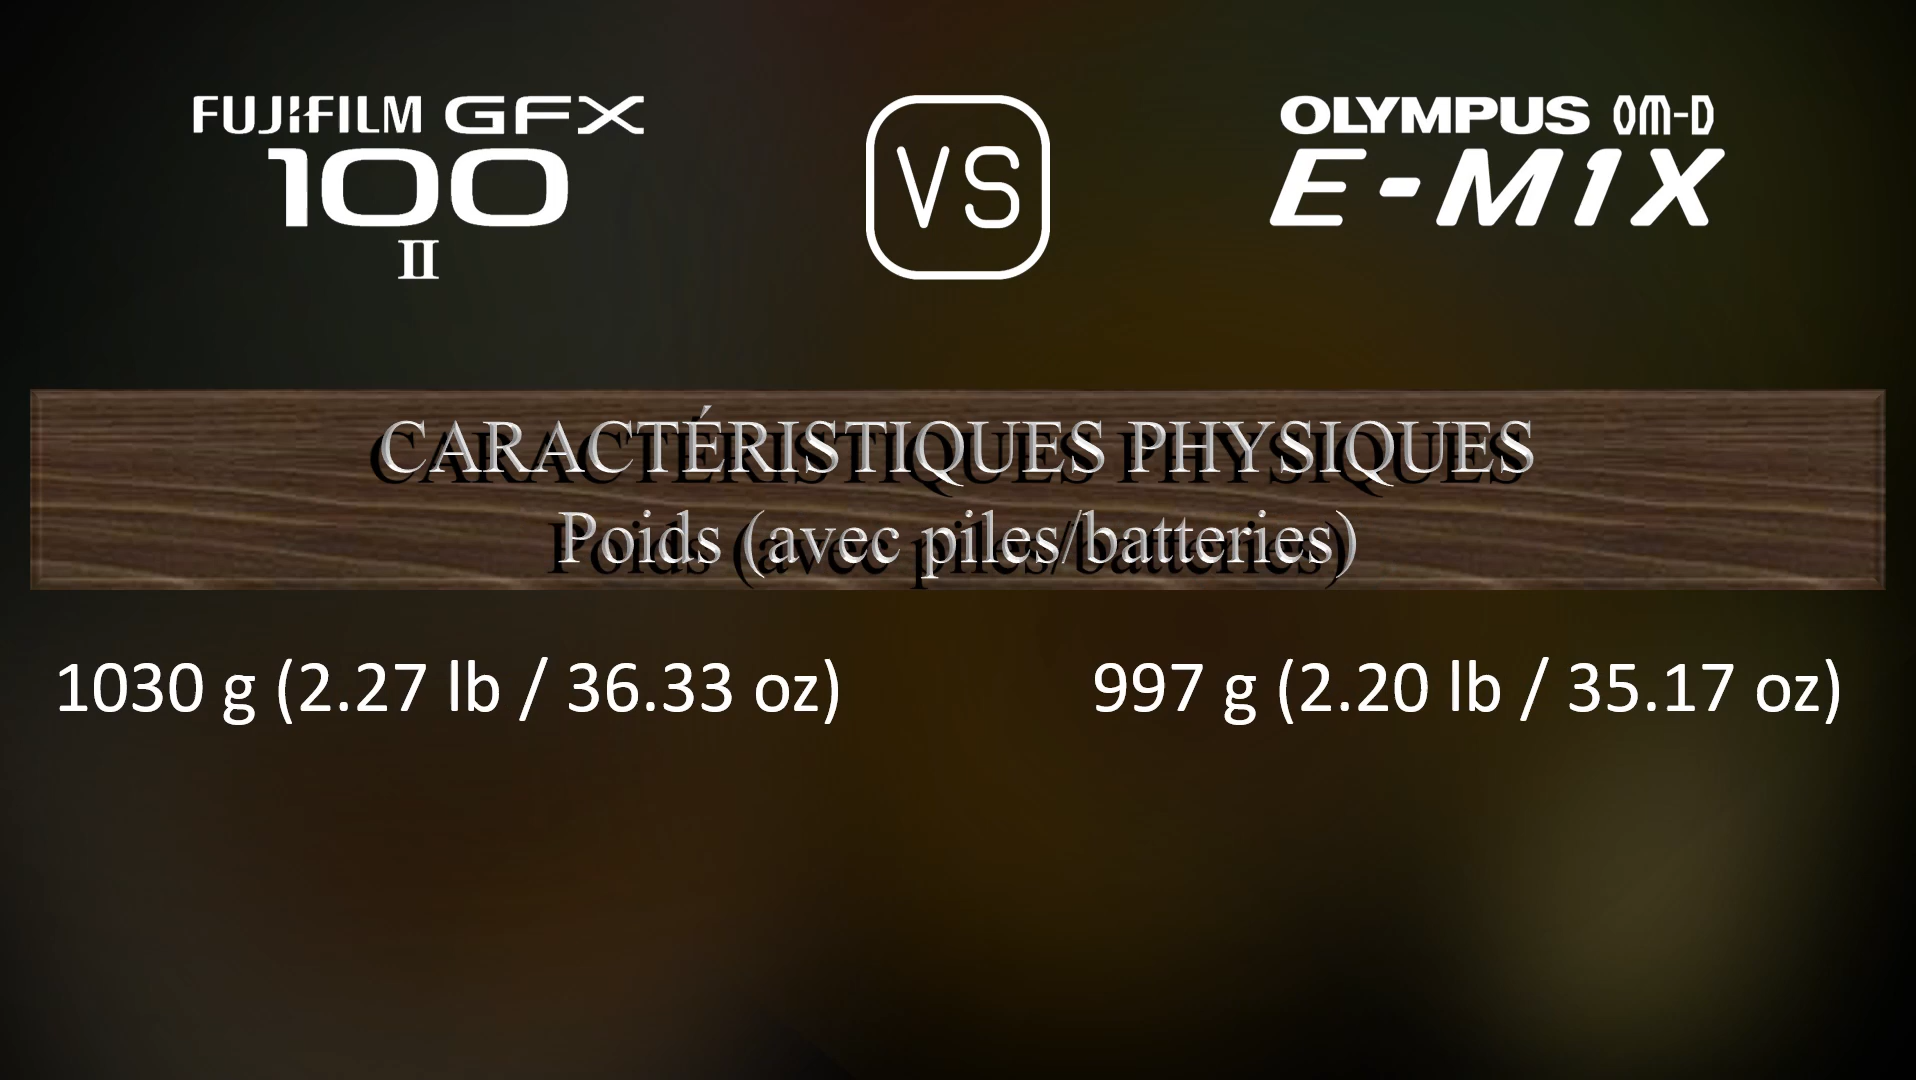 FUJIFILM GFX
100
II
VS
OLYMPUS OM-D
E-M1X
CARACTÉRISTIQUES PHYSIQUES
Poids (avec piles/batteries)
1030 g (2.27 lb / 36.33 oz)
997 g (2.20 lb / 35.17 oz)